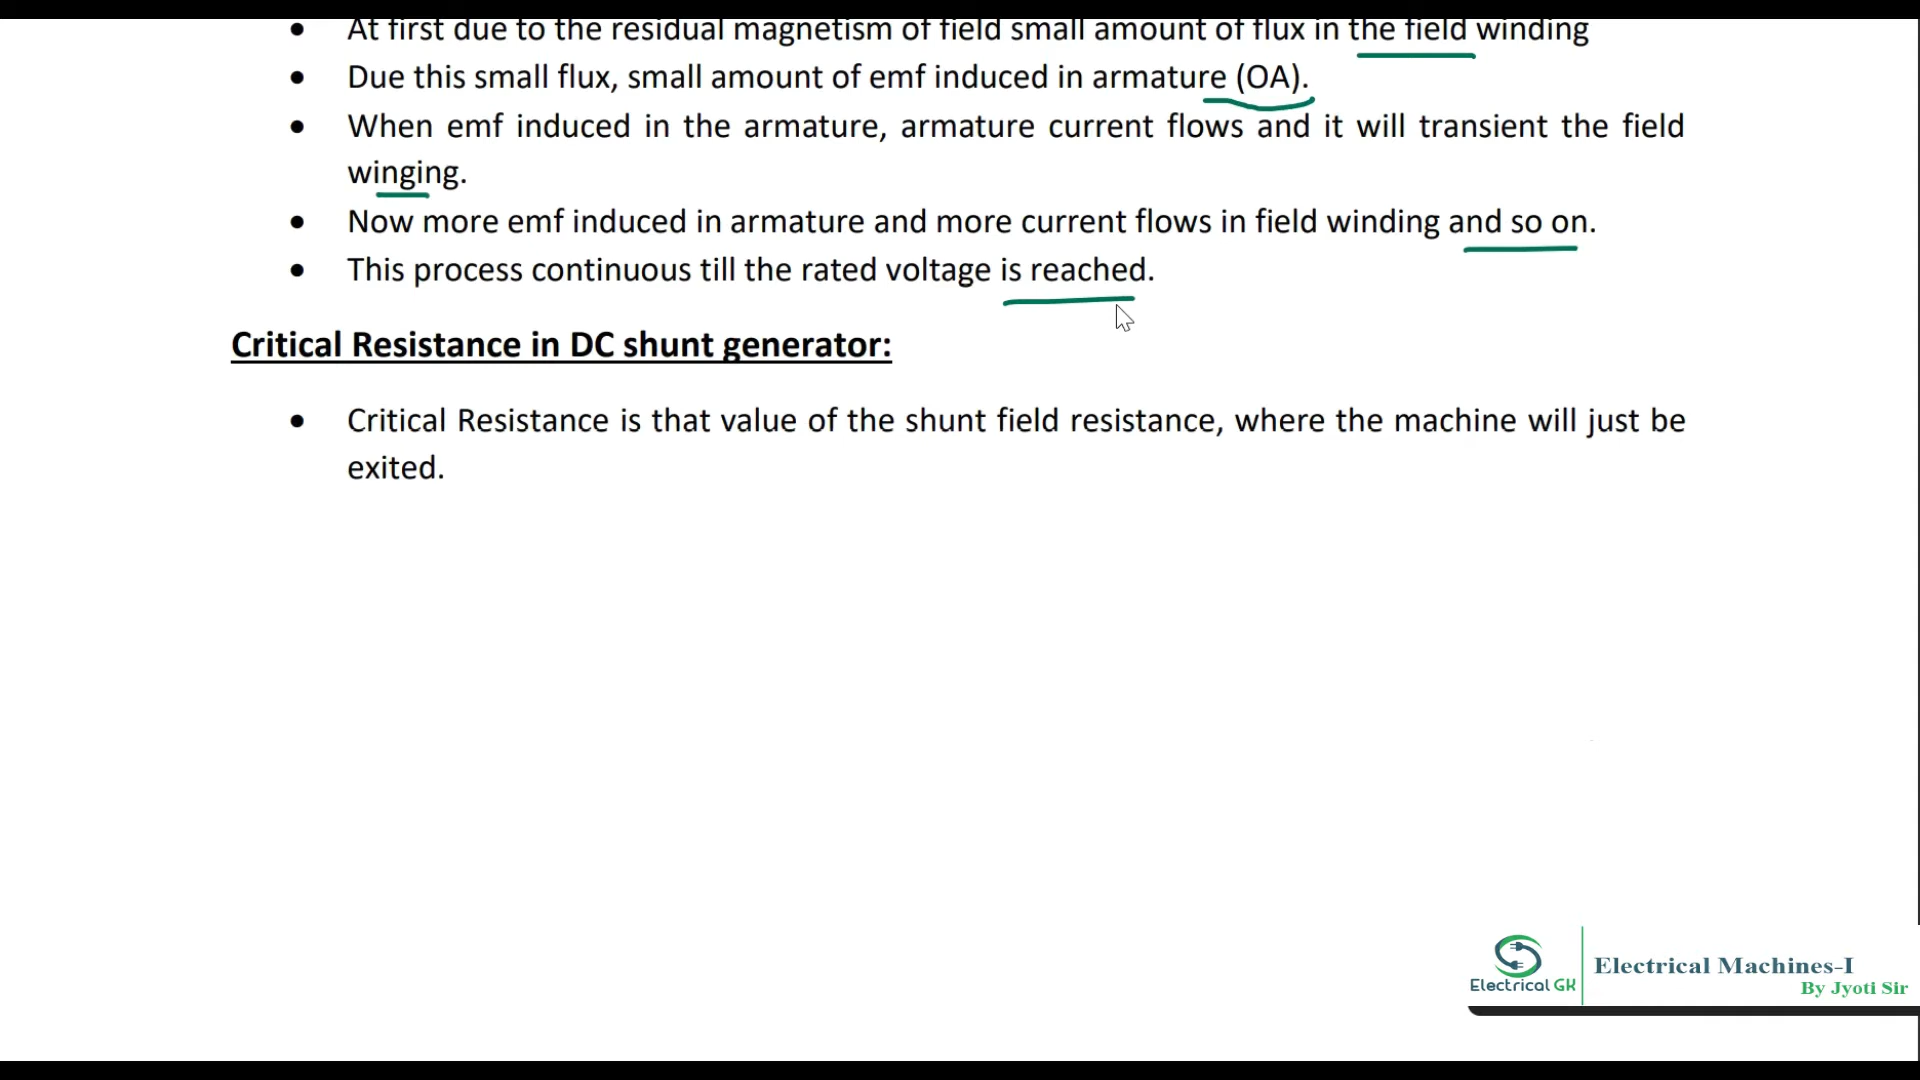 • At first due to the residual magnetism of field small amount of flux in the field winding
• Due this small flux, small amount of emf induced in armature (OA).
• When emf induced in the armature, armature current flows and it will transient the field
winging.
• Now more emf induced in armature and more current flows in field winding and so on.
• This process continuous till the rated voltage is reached.
Critical Resistance in DC shunt generator:
• Critical Resistance is that value of the shunt field resistance, where the machine will just be
exited.
Electrical GK
Electrical Machines-I
By Jyoti Sir